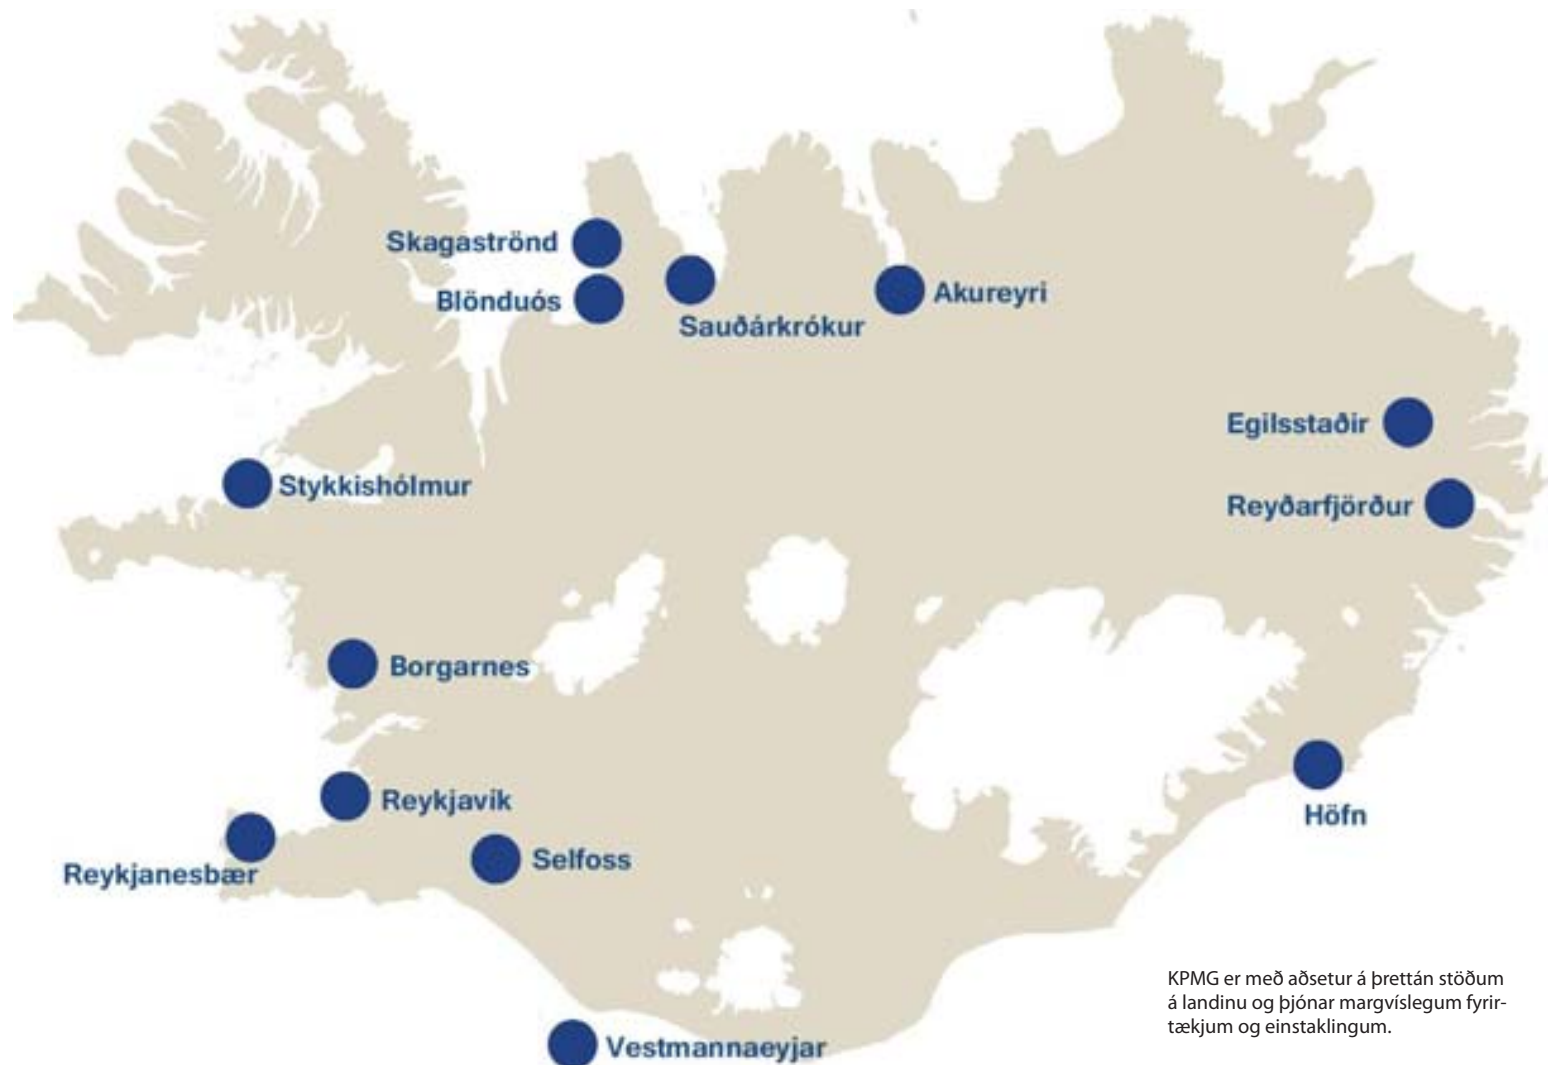 Skagaströnd
Blönduós
Sauðárkrókur
Akureyri
Egilsstaðir
Stykkishólmur
Reyðarfjörður
Borgarnes
Reykjavík
Höfn
Selfoss
Reykjanesbær
KPMG er með aðsetur á þrettán stöðum
á landinu og þjónar margvíslegum fyrir-
tækjum og einstaklingum.
Vestmannaeyjar